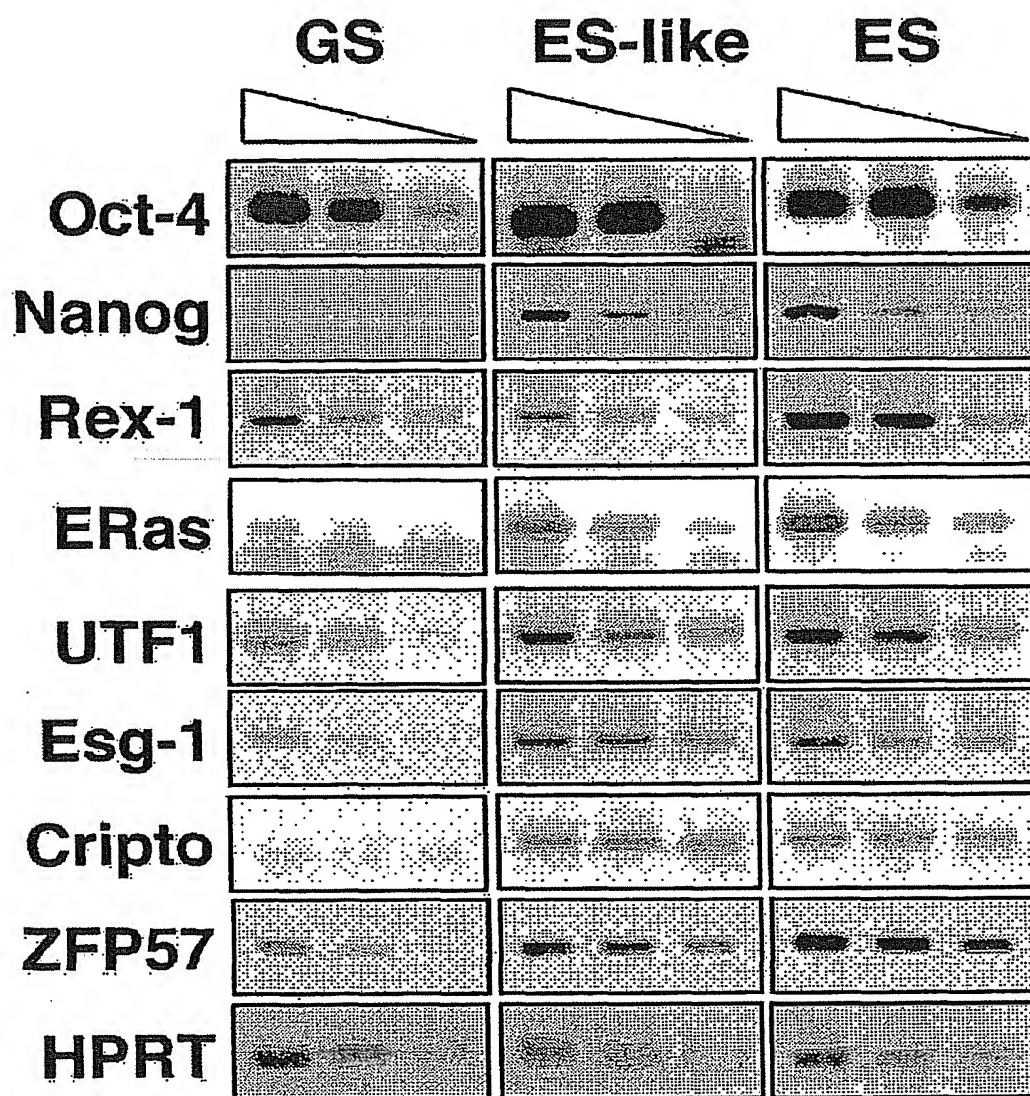 GS ES-like ES
Oct-4
Nanog
Rex-1
ERas
UTF1
Esg-1
Cripto
ZFP57
HPRT